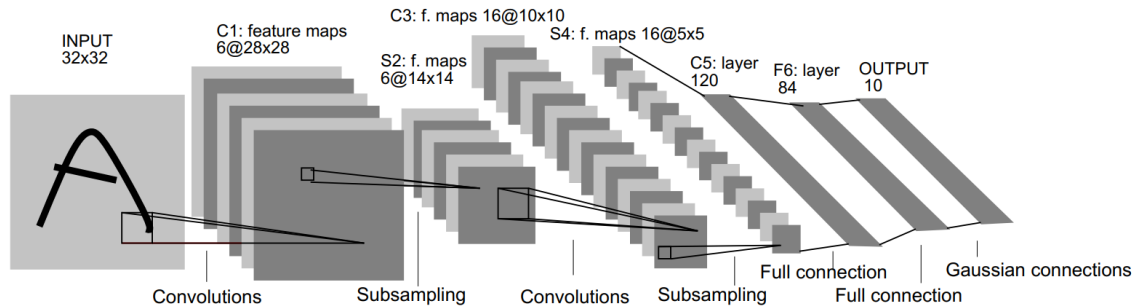 INPUT
32x32
C1: feature maps
6@28x28
S2: f. maps
6@14x14
C3: f. maps 16@10x10
S4: f. maps 16@5x5
C5: layer
120
F6: layer
84
OUTPUT
10
Convolutions
Subsampling
Convolutions
Subsampling
Full connection
Full connection
Gaussian connections
A